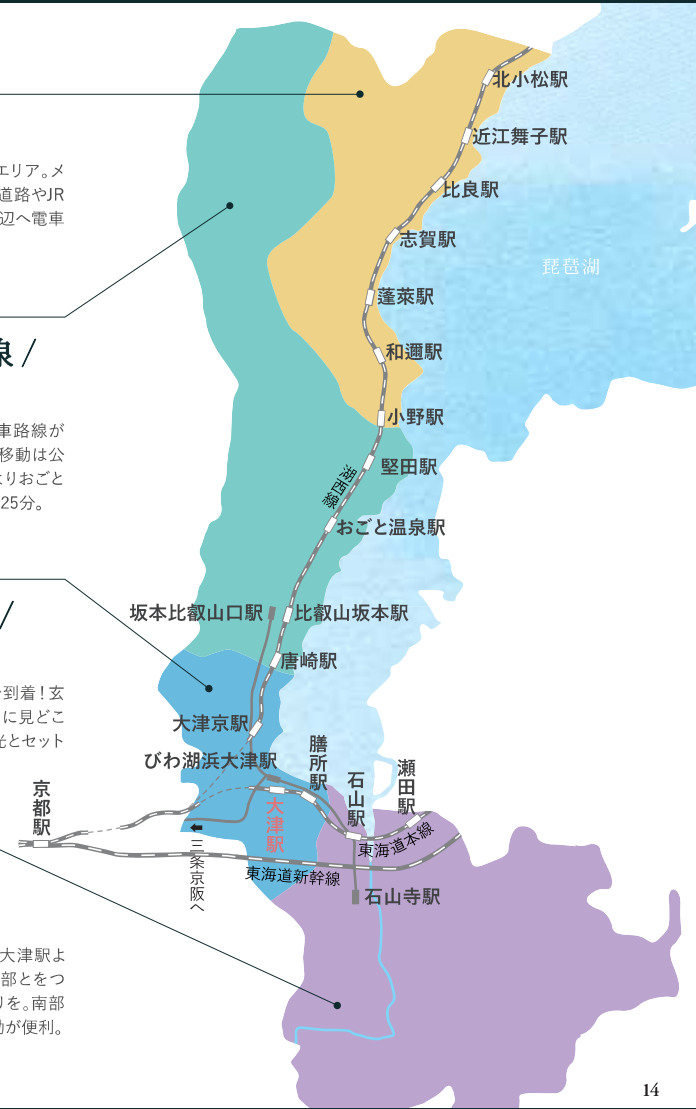 北小松駅
近江舞子駅
エリア。メ
道路やJR
比良駅
辺へ電車
志賀駅
琵琶湖
蓬莱駅
線/
和邇駅
小野駅
車路線が
移動は公
堅田駅
よりおごと
湖西線
25分。
おごと温泉駅
/
坂本比叡山口駅
比叡山坂本駅
唐崎駅
到着!玄
に見どこ
光とセット
大津京駅
びわ湖浜大津駅
膳所駅
石山駅
瀬田駅
京都駅
大津駅
東海道本線
三条京阪へ
東海道新幹線
石山寺駅
大津駅よ
部とをつ
りを。南部
動が便利。
14